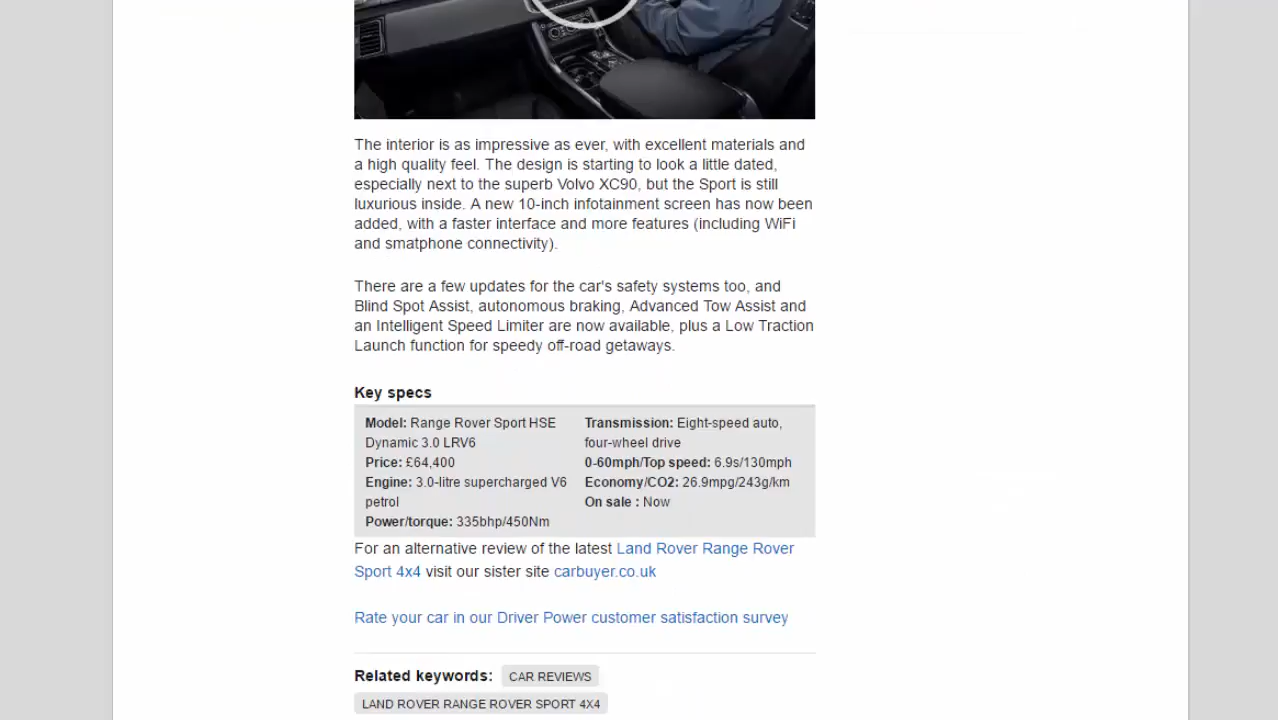 The interior is as impressive as ever, with excellent materials and
a high quality feel. The design is starting to look a little dated,
especially next to the superb Volvo XC90, but the Sport is still
luxurious inside. A new 10-inch infotainment screen has now been
added, with a faster interface and more features (including WiFi
and smatphone connectivity).
There are a few updates for the car's safety systems too, and
Blind Spot Assist, autonomous braking, Advanced Tow Assist and
an Intelligent Speed Limiter are now available, plus a Low Traction
Launch function for speedy off-road getaways.
Key specs
Model: Range Rover Sport HSE
Dynamic 3.0 LRV6
Price: £64,400
Engine: 3.0-litre supercharged V6
petrol
Power/torque: 335bhp/450Nm
Transmission: Eight-speed auto,
four-wheel drive
0-60mph/Top speed: 6.9s/130mph
Economy/CO2: 26.9mpg/243g/km
On sale : Now
For an alternative review of the latest Land Rover Range Rover
Sport 4x4 visit our sister site carbuyer.co.uk
Rate your car in our Driver Power customer satisfaction survey
Related keywords: CAR REVIEWS
LAND ROVER RANGE ROVER SPORT 4X4